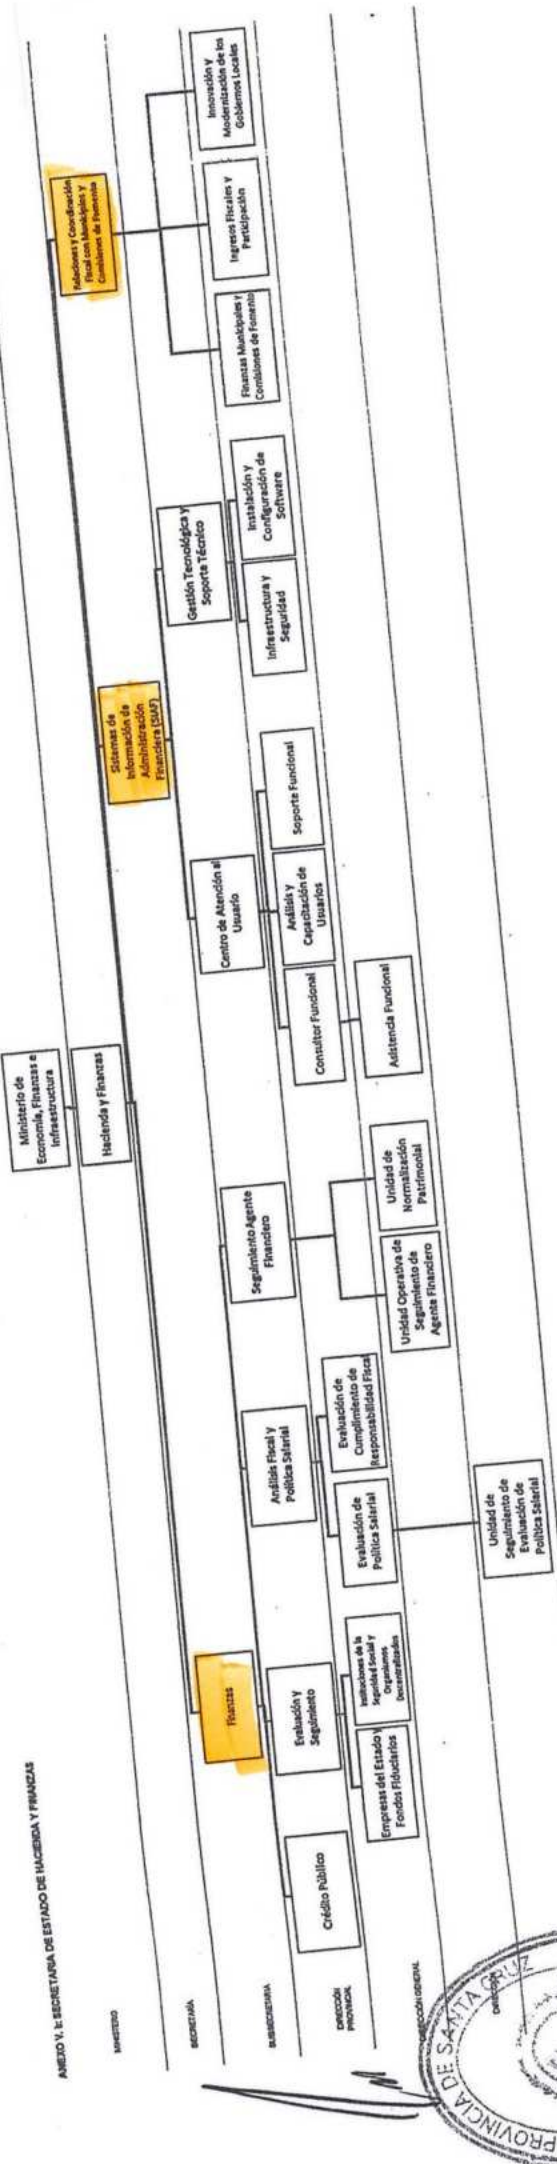 ANEXO V. b: SECRETARIA DE ESTADO DE HACIENDA Y FINANZAS
MINISTERIO
SECRETARÍA
SUBSECRETARIA
DIRECCIÓN
PROVINCIAL
DIRECCIÓN GENERAL
DIRECCIÓN
Ministerio de
Economía, Finanzas e
Infraestructura
Hacienda y Finanzas
Finanzas
Sistemas de
Información de
Administración
Financiera (SIAF)
Relaciones y Coordinación
Fiscal con Municipios y
Comisiones de Fomento
Crédito Público
Evaluación y
Seguimiento
Análisis Fiscal y
Política Salarial
Seguimiento Agente
Financiero
Centro de Atención al
Usuario
Gestión Tecnológica y
Soporte Técnico
Finanzas Municipales y
Comisiones de Fomento
Ingresos Fiscales y
Participación
Innovación y
Modernización de los
Gobiernos Locales
Empresas del Estado y
Fondos Fiduciarios
Instituciones de la
Seguridad Social y
Organismos
Descentralizados
Evaluación de
Política Salarial
Evaluación de
Cumplimiento de
Responsabilidad Fiscal
Consultor Funcional
Análisis y
Capacitación de
Usuarios
Soporte Funcional
Infraestructura y
Seguridad
Instalación y
Configuración de
Software
Unidad Operativa de
Seguimiento de
Agente Financiero
Unidad de
Normalización
Patrimonial
Asistencia Funcional
Unidad de
Seguimiento de
Evaluación de
Política Salarial
PROVINCIA DE SANTA CRUZ